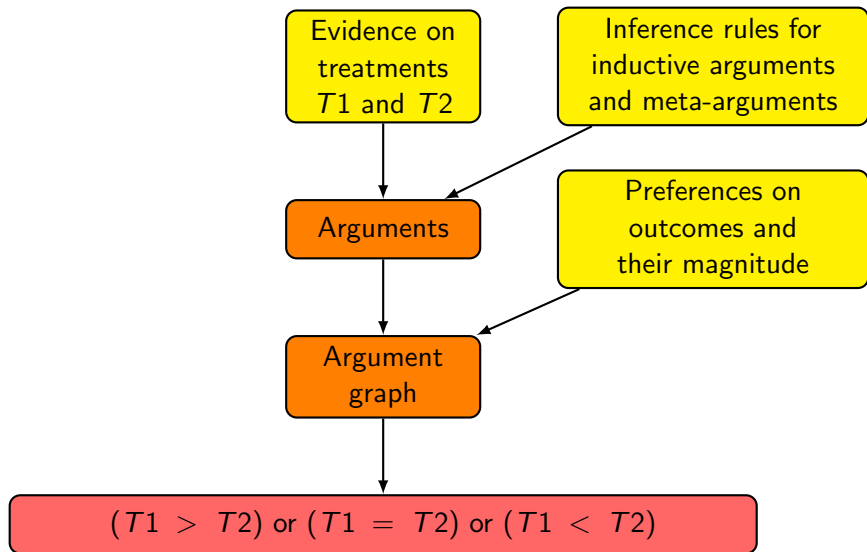 Evidence on
treatments
T1 and T2
Inference rules for
inductive arguments
and meta-arguments
Arguments
Preferences on
outcomes and
their magnitude
Argument
graph
(T1 > T2) or (T1 = T2) or (T1 < T2)